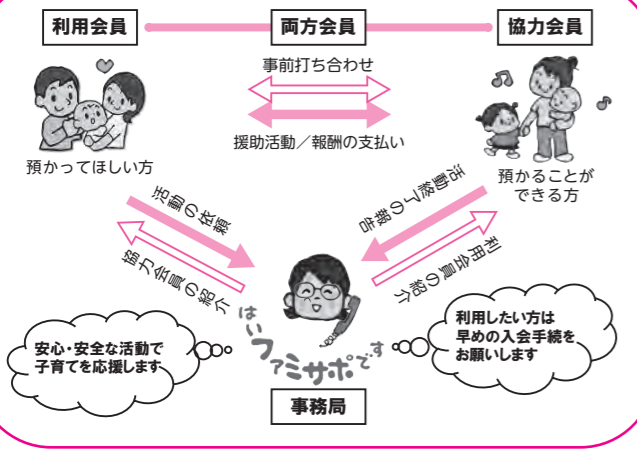 利用会員
両方会員
協力会員
事前打ち合わせ
援助活動／報酬の支払い
預かってほしい方
預かることが
できる方
活動の依頼
協力会員の紹介
活動終了の報告
利用会員の紹介
はい
ファミサポです
安心・安全な活動で
子育てを応援します
利用したい方は
早めの入会手続を
お願いします
事務局